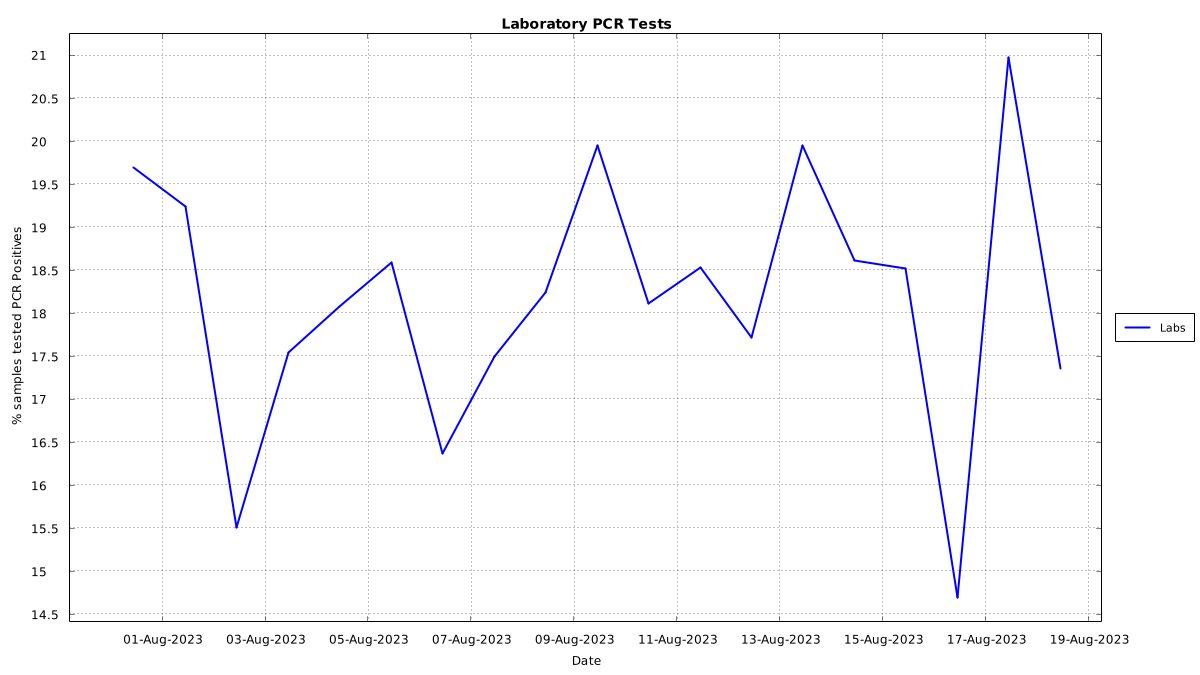 Laboratory PCR Tests
% samples tested PCR Positives
21
20.5
20
19.5
19
18.5
18
17.5
17
16.5
16
15.5
15
14.5
Labs
01-Aug-2023 03-Aug-2023 05-Aug-2023 07-Aug-2023 09-Aug-2023 11-Aug-2023 13-Aug-2023 15-Aug-2023 17-Aug-2023 19-Aug-2023
Date